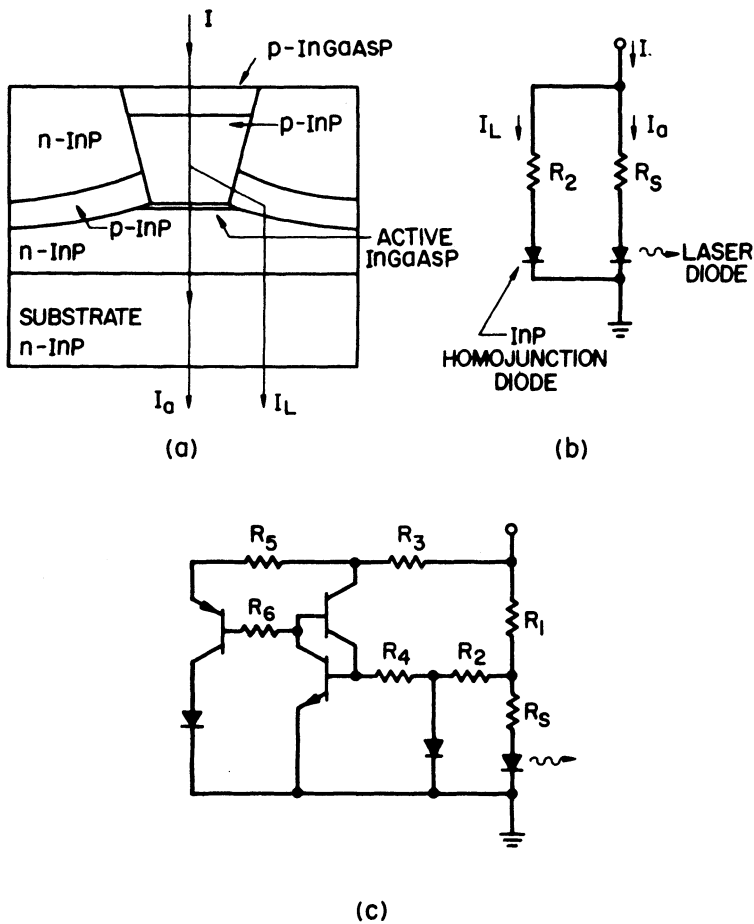 I
p-InGaAsP
n-InP
p-InP
p-InP
n-InP
ACTIVE
InGaAsP
SUBSTRATE
n-InP
Ia
IL
(a)
I.
IL
Ia
R2
RS
LASER
DIODE
InP
HOMOJUNCTION
DIODE
(b)
R5
R3
R6
R1
R4
R2
RS
(c)